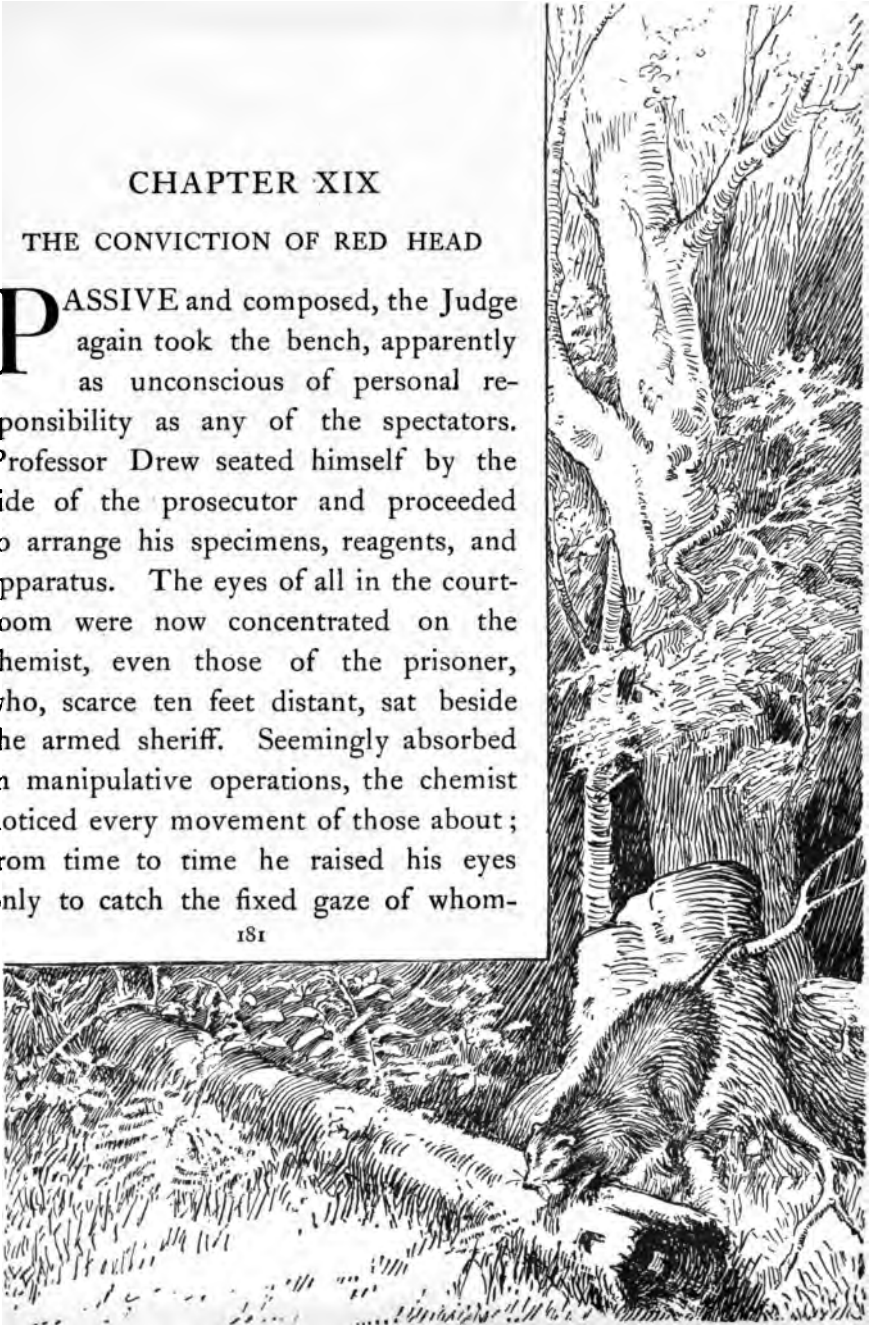 CHAPTER XIX
THE CONVICTION OF RED HEAD
PASSIVE and composed, the Judge
again took the bench, apparently
as unconscious of personal re-
ponsibility as any of the spectators.
Professor Drew seated himself by the
ide of the prosecutor and proceeded
o arrange his specimens, reagents, and
pparatus. The eyes of all in the court-
oom were now concentrated on the
hemist, even those of the prisoner,
who, scarce ten feet distant, sat beside
he armed sheriff. Seemingly absorbed
n manipulative operations, the chemist
oticed every movement of those about;
rom time to time he raised his eyes
only to catch the fixed gaze of whom-
181